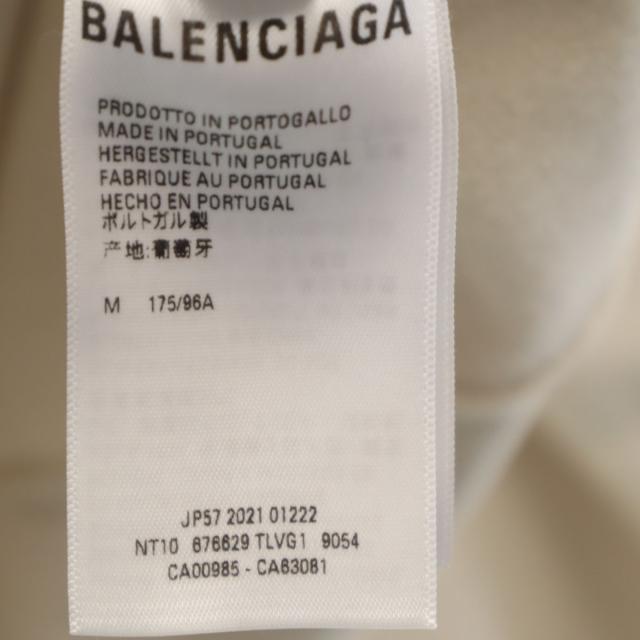 BALENCIAGA
PRODOTTO IN PORTOGALLO
MADE IN PORTUGAL
HERGESTELLT IN PORTUGAL
FABRIQUE AU PORTUGAL
HECHO EN PORTUGAL
ポルトガル製
产地:葡萄牙
M 175/96A
JP57 2021 01222
NT10 676629 TLVG1 9054
CA00985 - CA63081